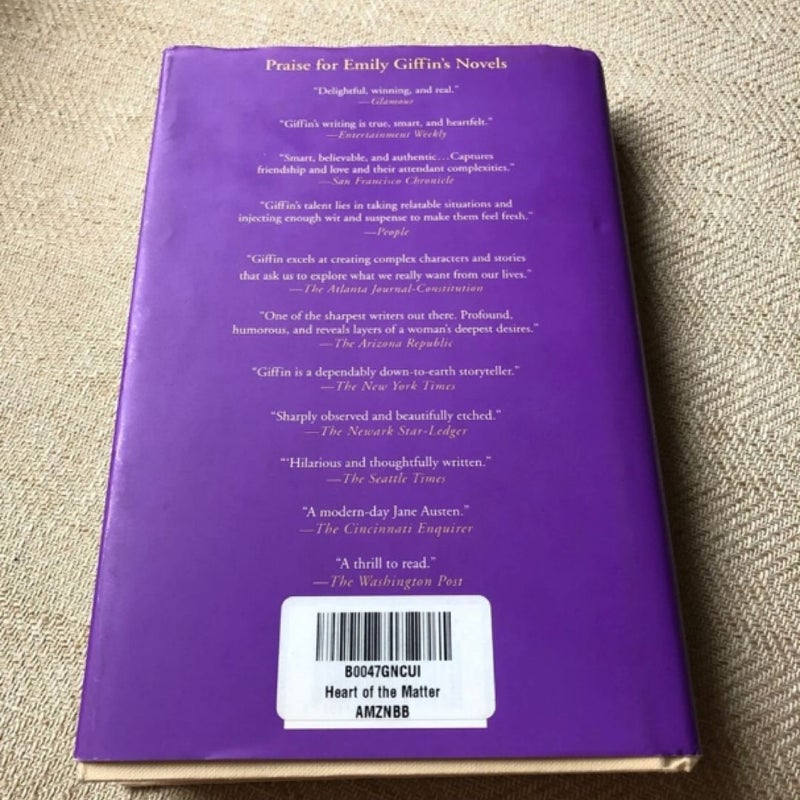 Praise for Emily Giffin's Novels
"Delightful, winning, and real."
—Glamour
"Giffin's writing is true, smart, and heartfelt."
—Entertainment Weekly
"Smart, believable, and authentic...Captures
friendship and love and their attendant complexities."
—San Francisco Chronicle
"Giffin's talent lies in taking relatable situations and
injecting enough wit and suspense to make them feel fresh."
—People
"Giffin excels at creating complex characters and stories
that ask us to explore what we really want from our lives."
—The Atlanta Journal-Constitution
"One of the sharpest writers out there. Profound,
humorous, and reveals layers of a woman's deepest desires."
—The Arizona Republic
"Giffin is a dependably down-to-earth storyteller."
—The New York Times
"Sharply observed and beautifully etched."
—The Newark Star-Ledger
"'Hilarious and thoughtfully written."
—The Seattle Times
"A modern-day Jane Austen."
—The Cincinnati Enquirer
"A thrill to read."
—The Washington Post
B0047GNCUI
Heart of the Matter
AMZNBB